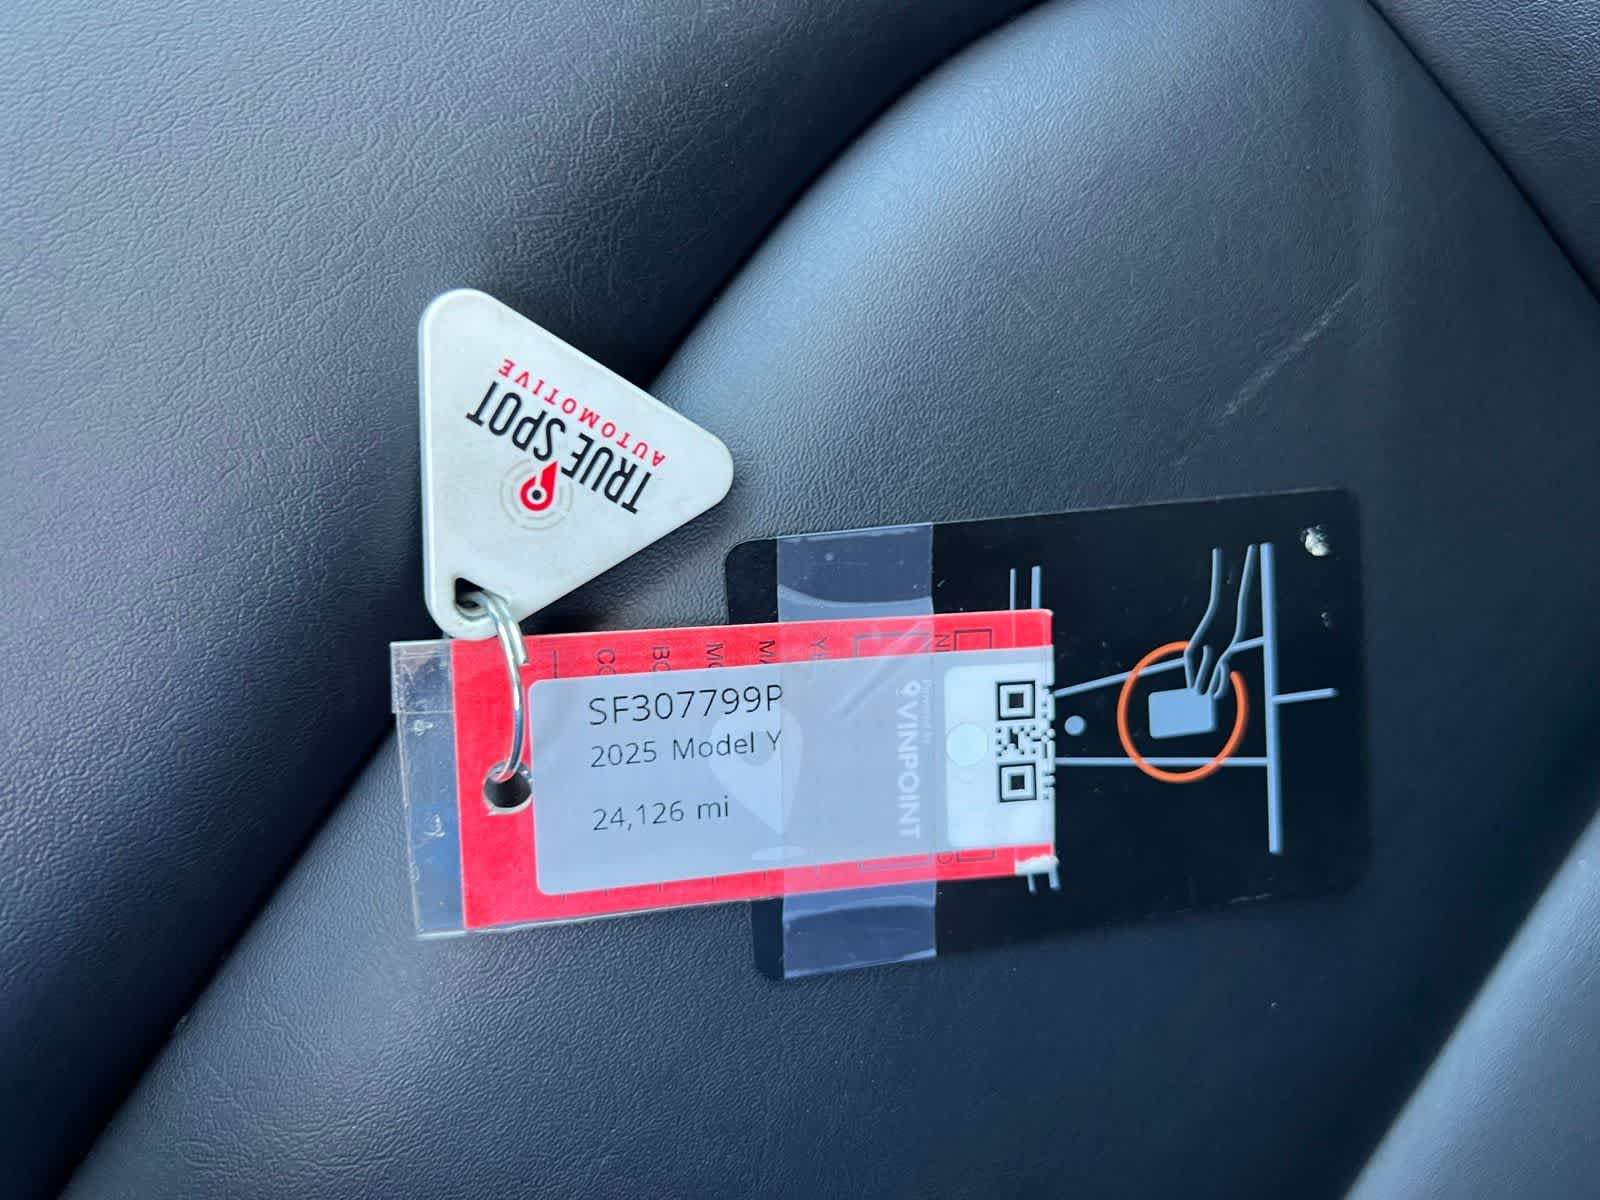 TRUE SPOT
AUTOMOTIVE
SF307799P
2025 Model Y
24,126 mi
VINPOINT